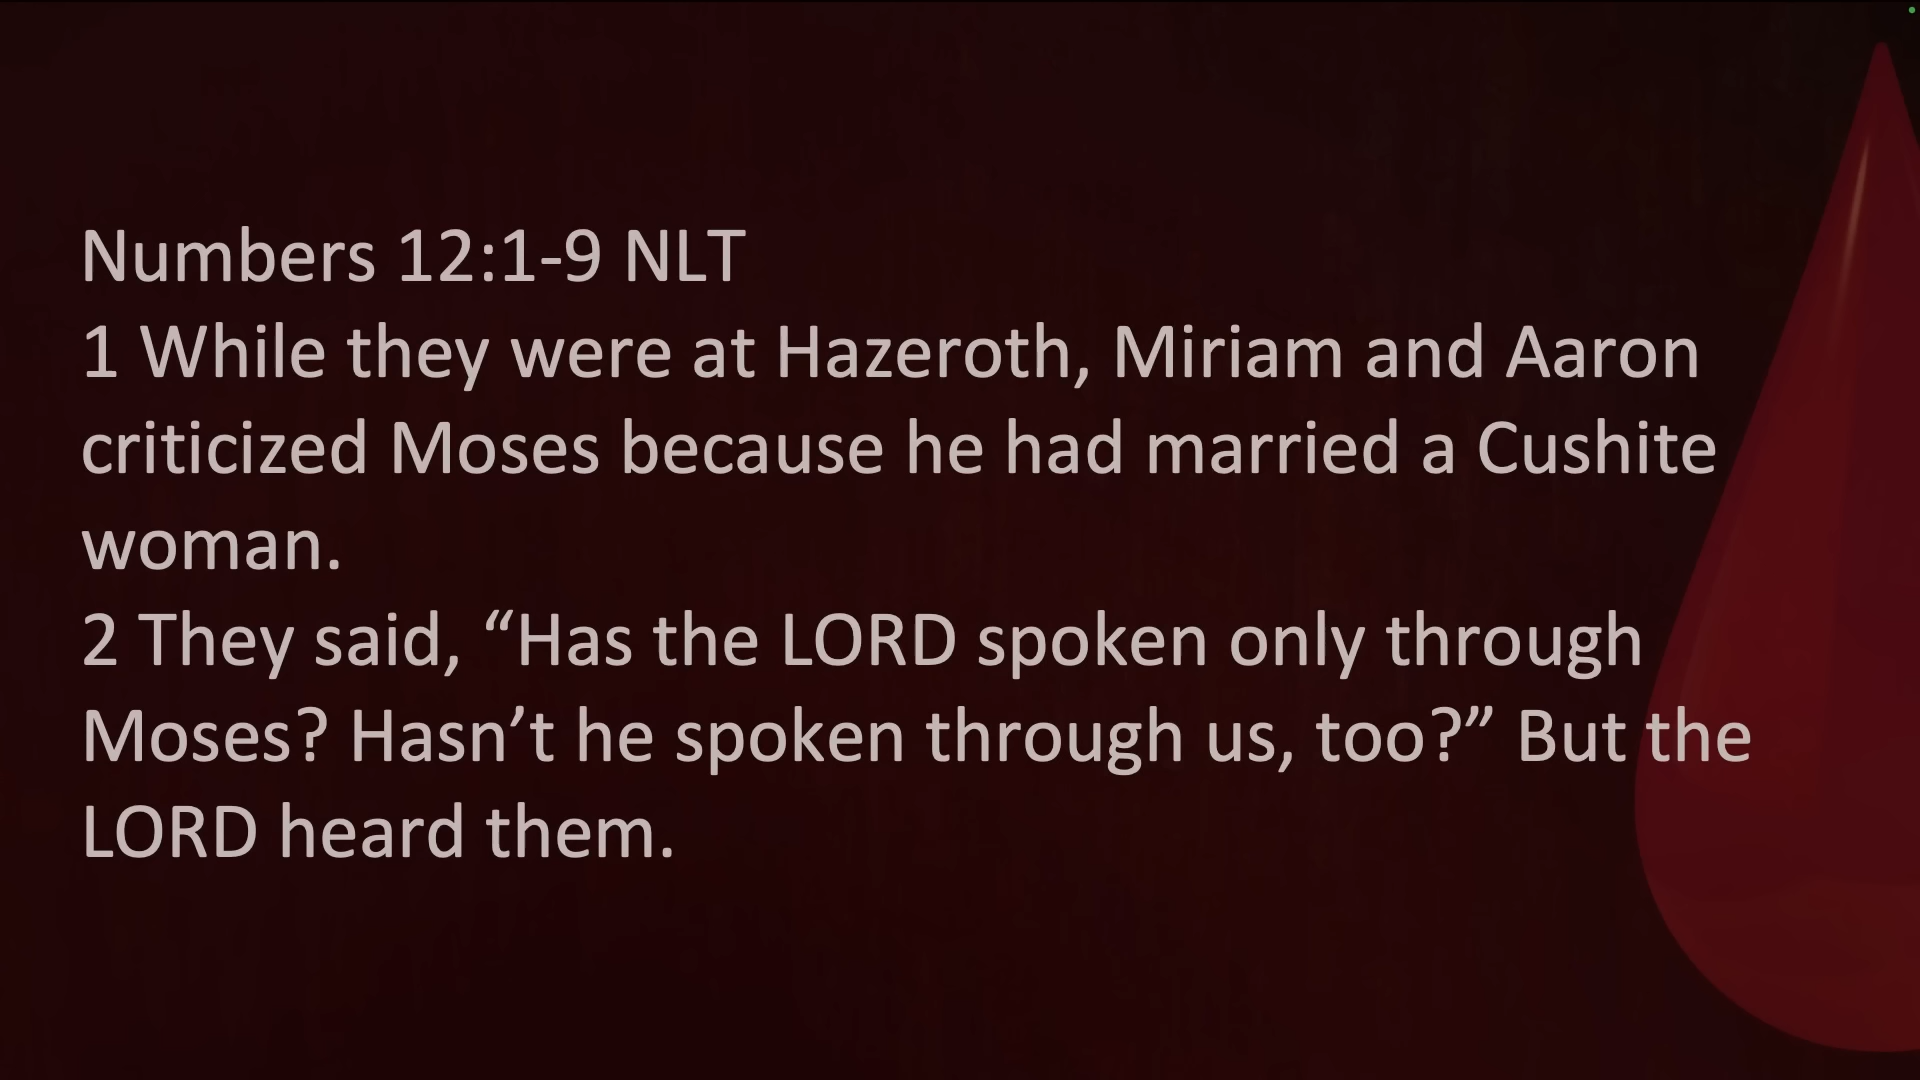 Numbers 12:1-9 NLT
1 While they were at Hazeroth, Miriam and Aaron
criticized Moses because he had married a Cushite
woman.
2 They said, “Has the LORD spoken only through
Moses? Hasn’t he spoken through us, too?” But the
LORD heard them.